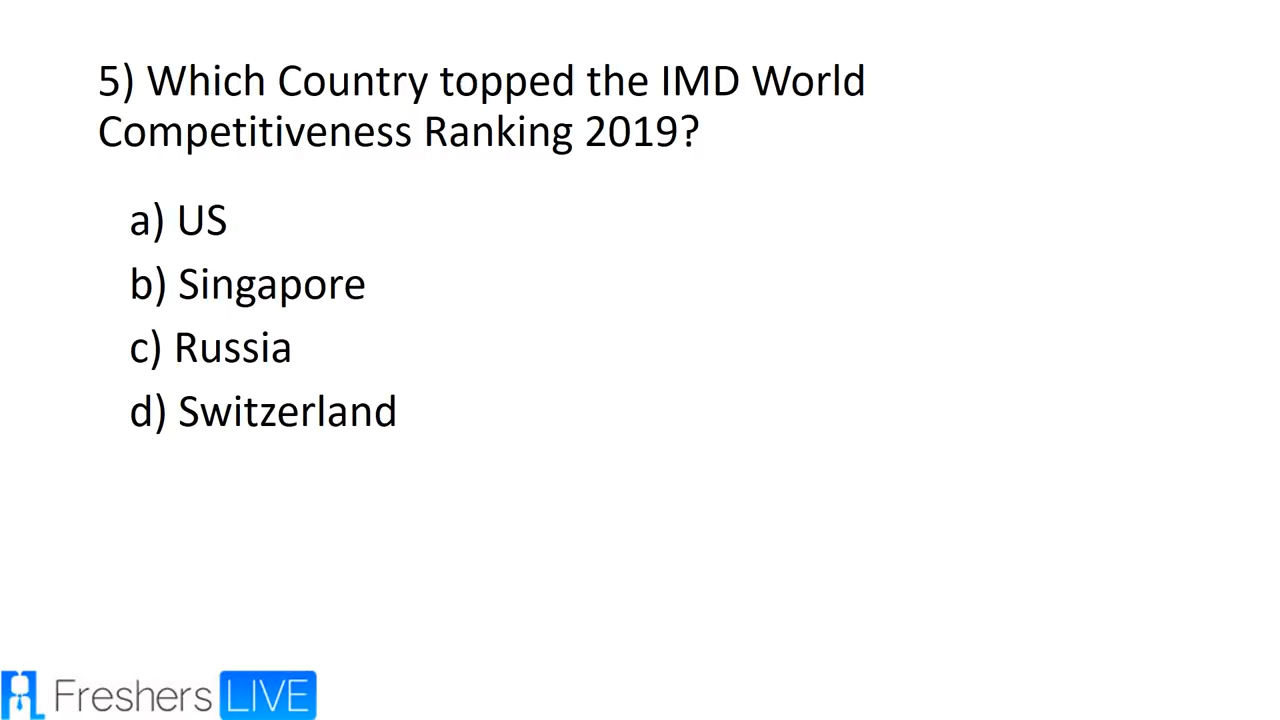 5) Which Country topped the IMD World
Competitiveness Ranking 2019?
a) US
b) Singapore
c) Russia
d) Switzerland
Freshers LIVE